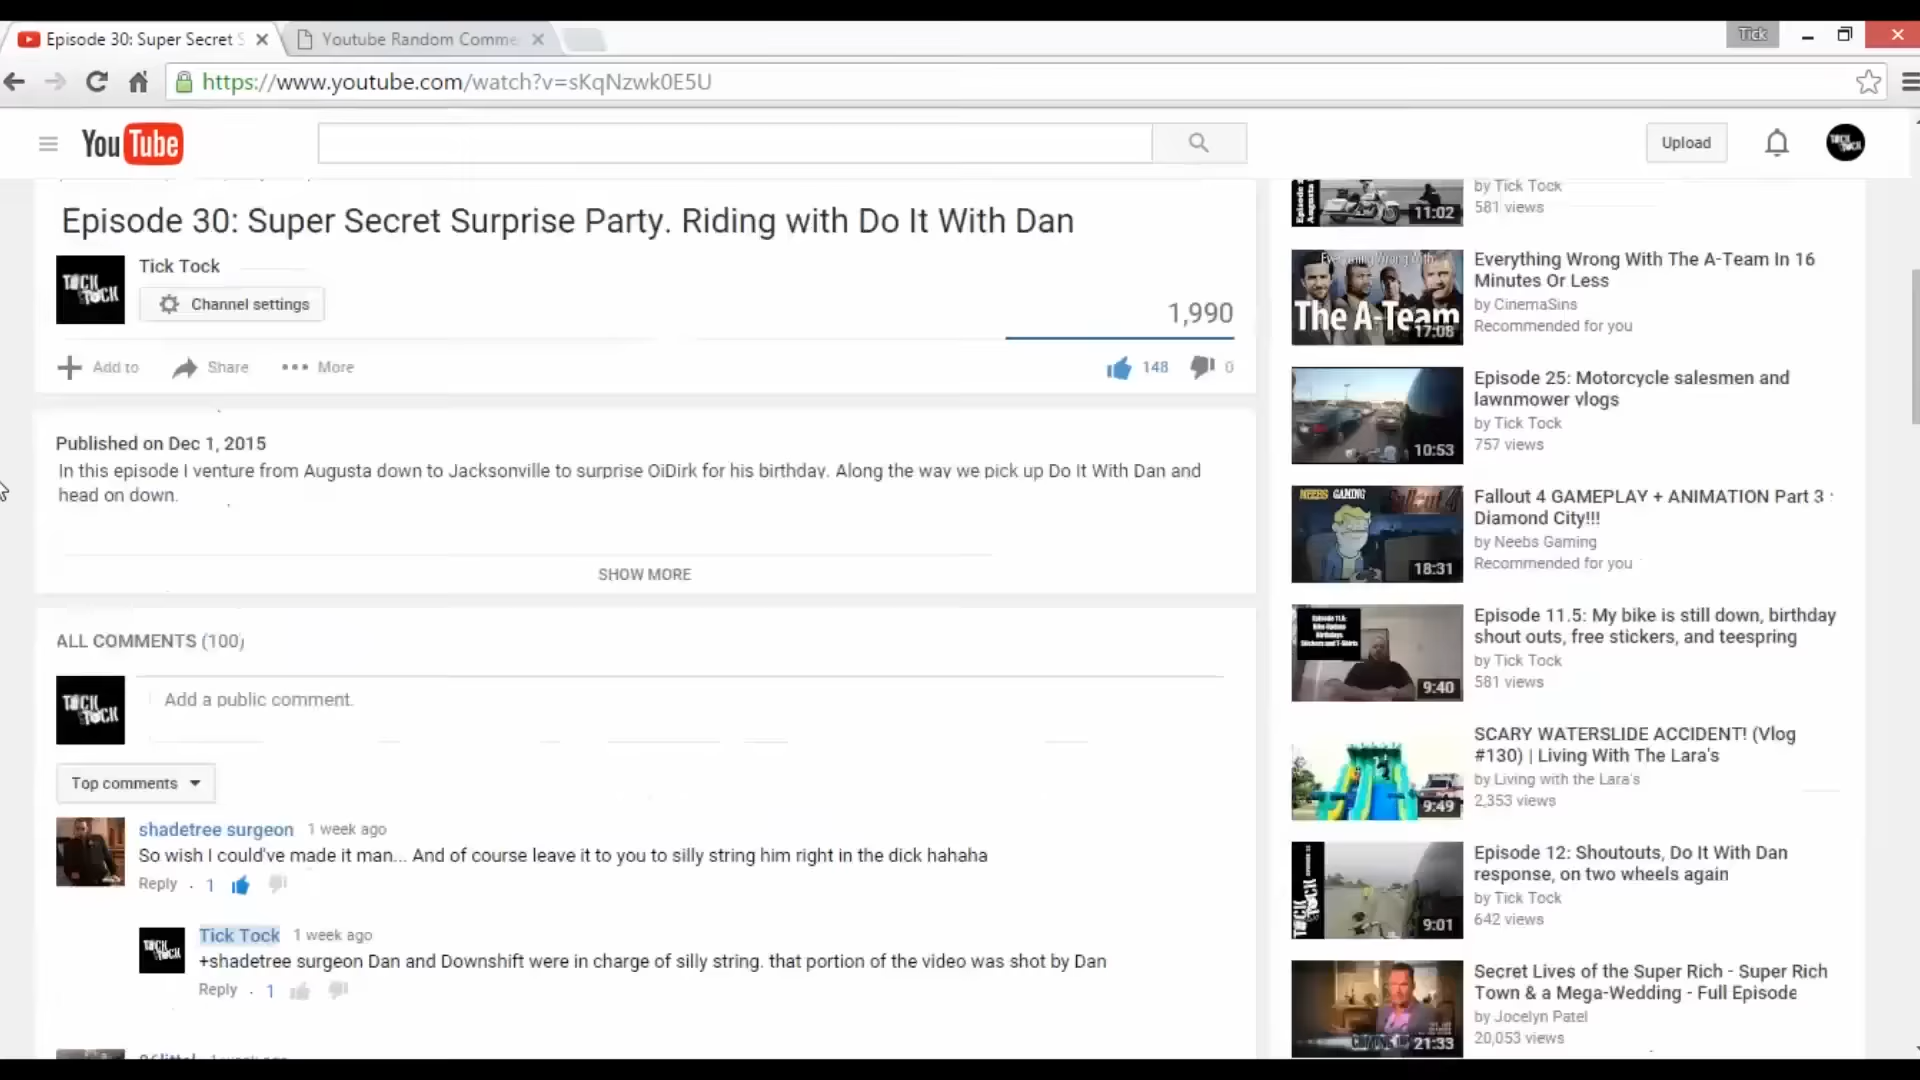 Episode 30: Super Secret S
Youtube Random Comme
Tick
https://www.youtube.com/watch?v=sKqNzwk0E5U
YouTube
Upload
Episode 30: Super Secret Surprise Party. Riding with Do It With Dan
Tick Tock
Channel settings
1,990
Add to
Share
More
148
0
Published on Dec 1, 2015
In this episode I venture from Augusta down to Jacksonville to surprise OiDirk for his birthday. Along the way we pick up Do It With Dan and
head on down.
SHOW MORE
ALL COMMENTS (100)
TICK TOCK
Add a public comment.
Top comments
shadetree surgeon 1 week ago
So wish I could've made it man... And of course leave it to you to silly string him right in the dick hahaha
Reply . 1
Tick Tock 1 week ago
+shadetree surgeon Dan and Downshift were in charge of silly string. that portion of the video was shot by Dan
Reply . 1
1 week ago
11:02
by Tick Tock
581 views
Everything Wrong With
The A-Team
17:08
Everything Wrong With The A-Team In 16
Minutes Or Less
by CinemaSins
Recommended for you
10:53
Episode 25: Motorcycle salesmen and
lawnmower vlogs
by Tick Tock
757 views
NEEBS GAMING
18:31
Fallout 4 GAMEPLAY + ANIMATION Part 3
Diamond City!!!
by Neebs Gaming
Recommended for you
9:40
Episode 11.5: My bike is still down, birthday
shout outs, free stickers, and teespring
by Tick Tock
581 views
9:49
SCARY WATERSLIDE ACCIDENT! (Vlog
#130) | Living With The Lara's
by Living with the Lara's
2,353 views
9:01
Episode 12: Shoutouts, Do It With Dan
response, on two wheels again
by Tick Tock
642 views
21:33
Secret Lives of the Super Rich - Super Rich
Town & a Mega-Wedding - Full Episode
by Jocelyn Patel
20,053 views